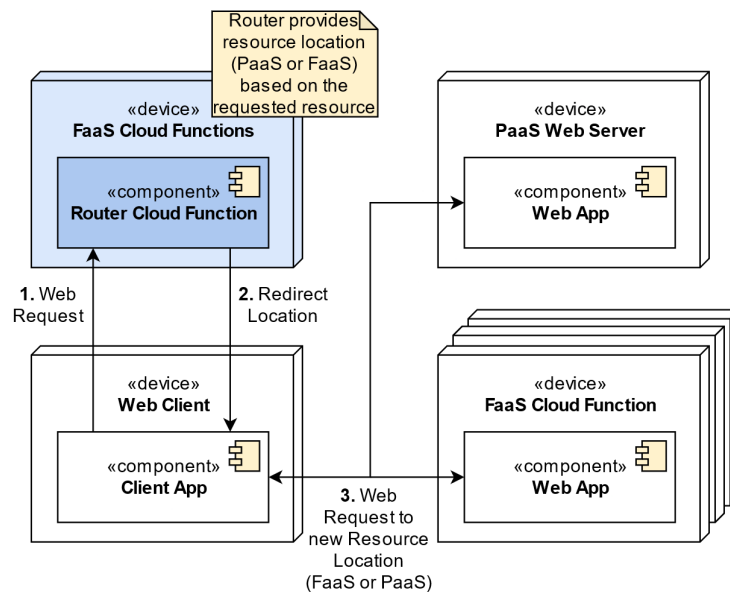 Router provides
resource location
(PaaS or FaaS)
based on the
requested resource
«device»
FaaS Cloud Functions
«component»
Router Cloud Function
«device»
PaaS Web Server
«component»
Web App
1. Web
Request
2. Redirect
Location
«device»
Web Client
«component»
Client App
«device»
FaaS Cloud Function
«component»
Web App
3. Web
Request to
new Resource
Location
(FaaS or PaaS)